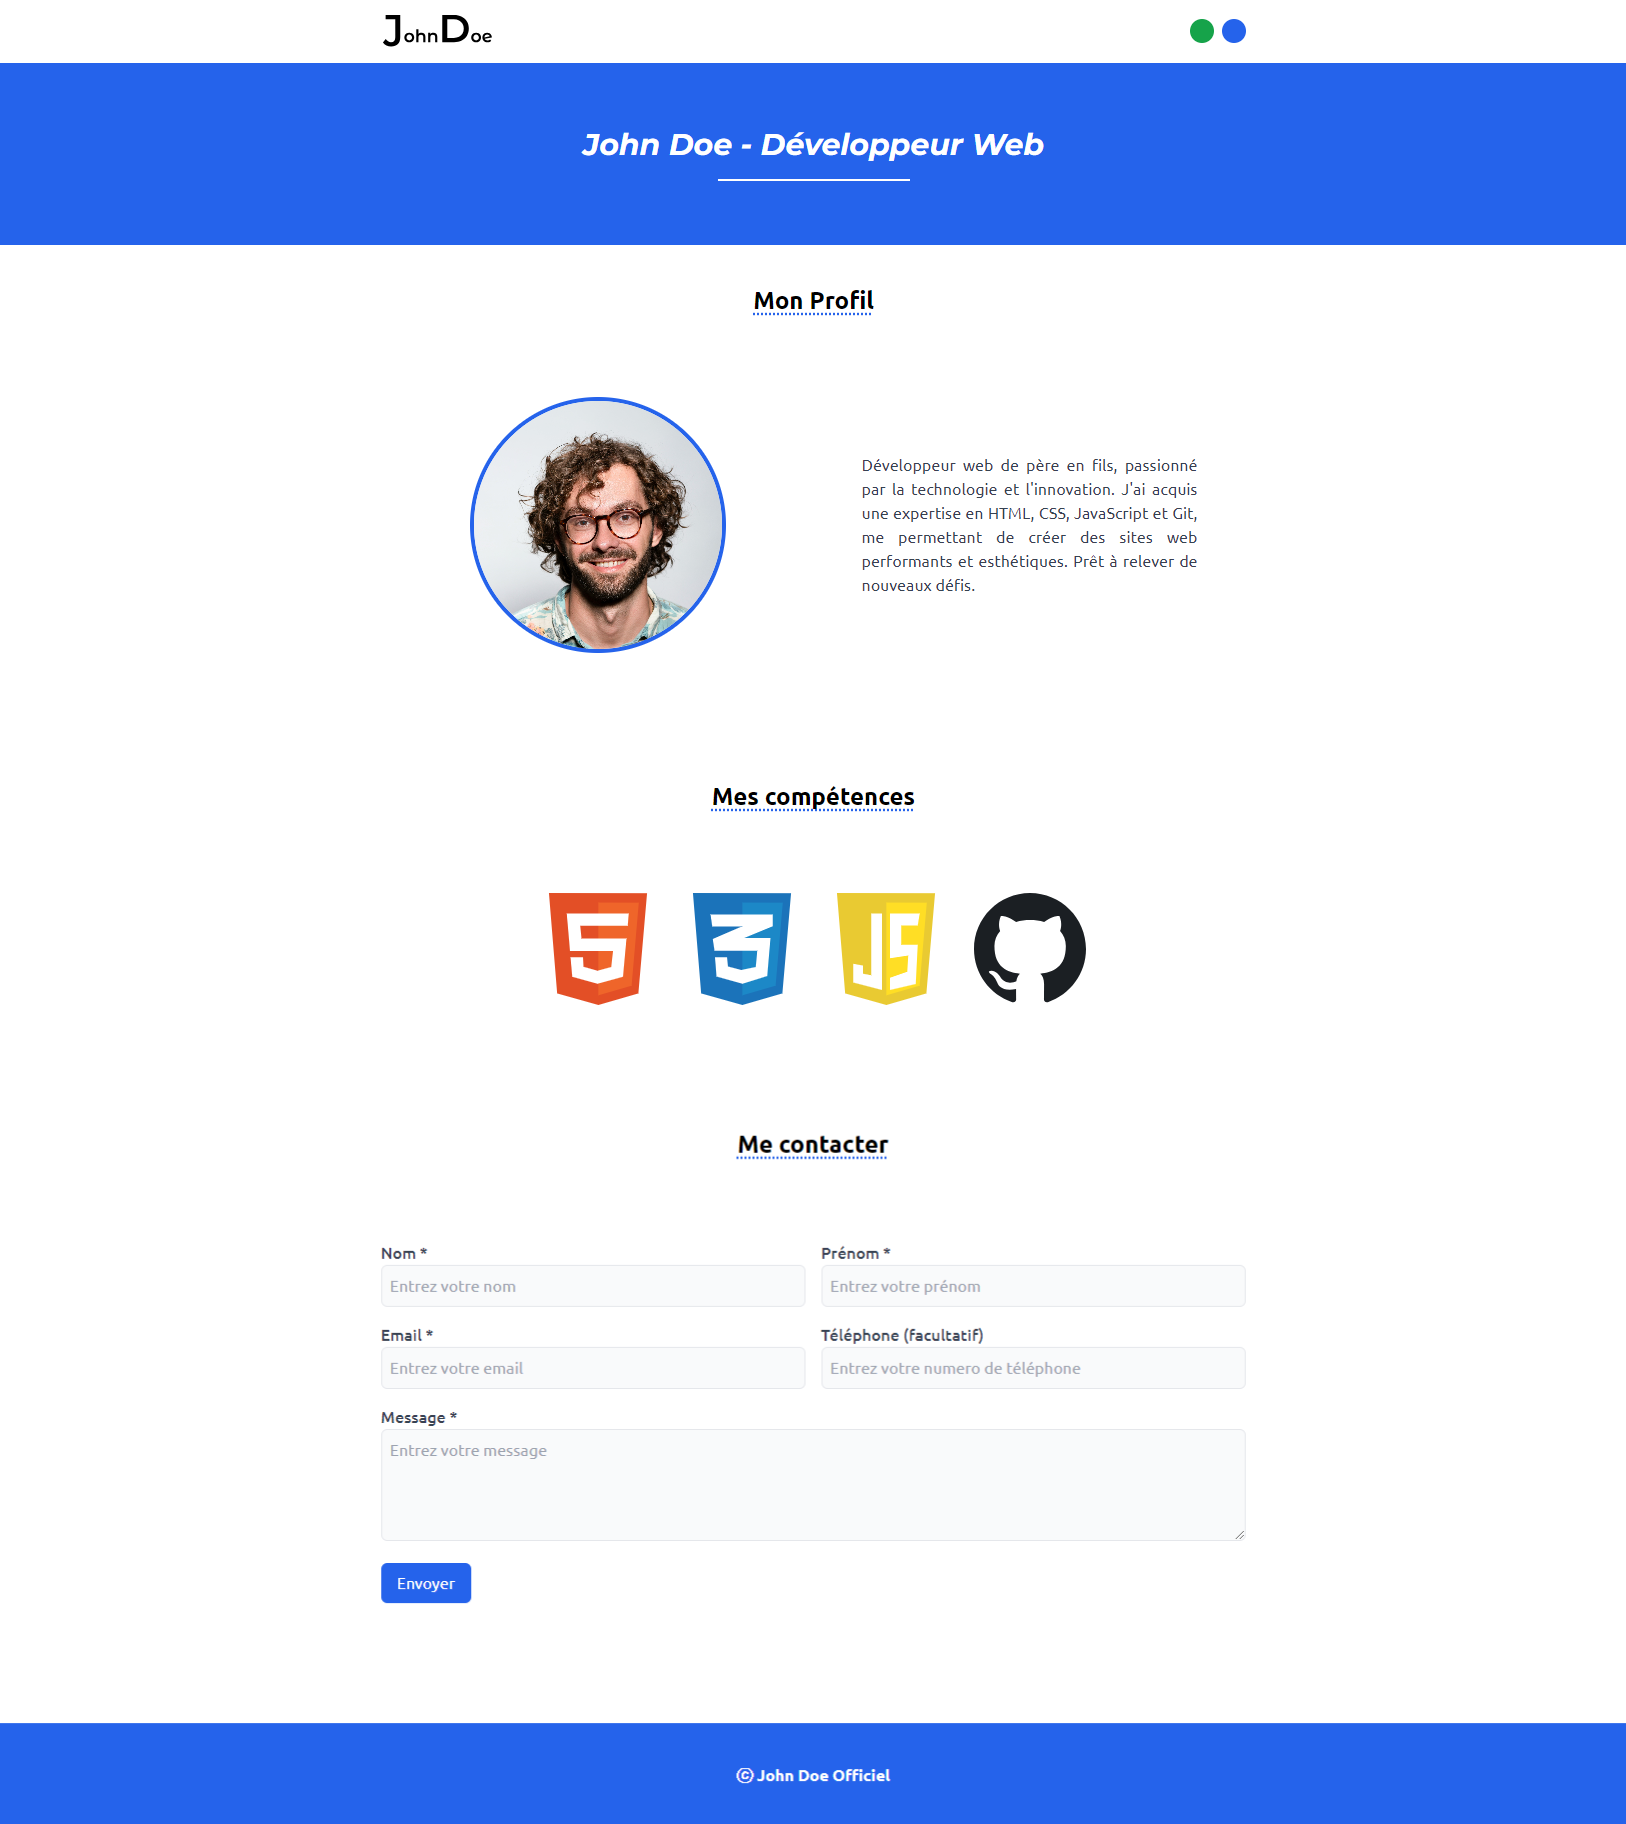 JohnDoe
John Doe - Développeur Web
Mon Profil
Développeur web de père en fils, passionné
par la technologie et l'innovation. J'ai acquis
une expertise en HTML, CSS, JavaScript et Git,
me permettant de créer des sites web
performants et esthétiques. Prêt à relever de
nouveaux défis.
Mes compétences
5 3 JS
Me contacter
Nom * Prénom *
Entrez votre nom Entrez votre prénom
Email * Téléphone (facultatif)
Entrez votre email Entrez votre numero de téléphone
Message *
Entrez votre message
Envoyer
© John Doe Officiel